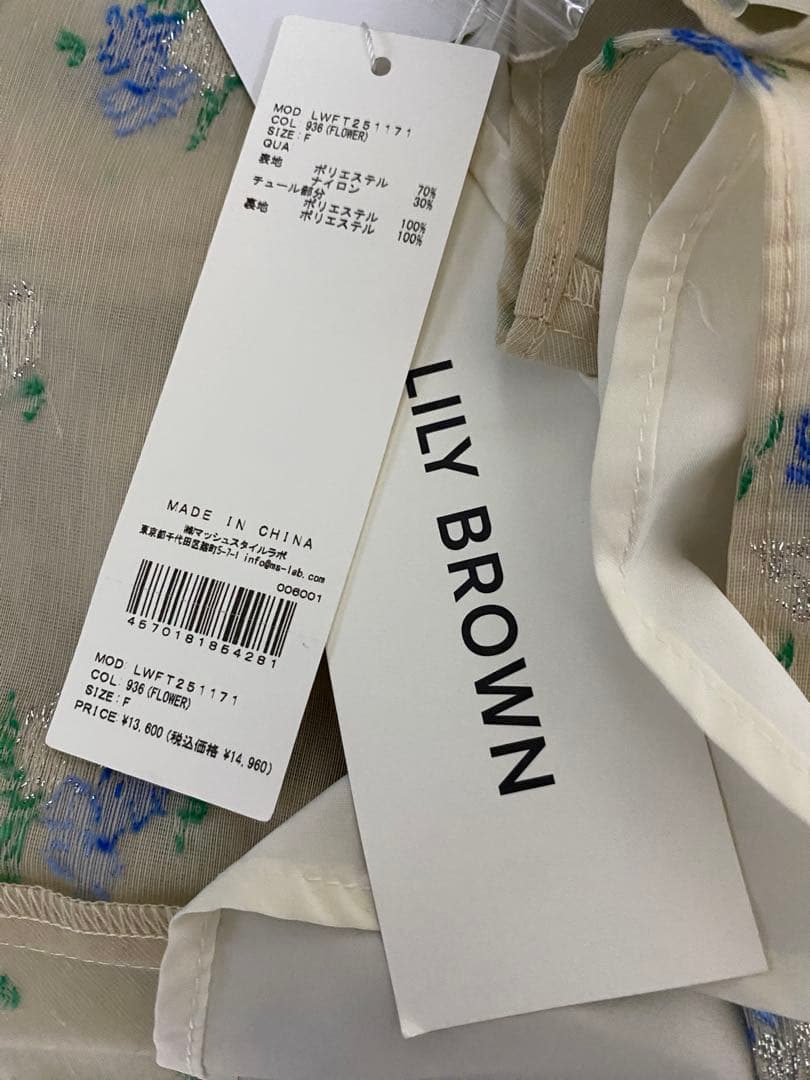 MOD LWFT251171
COL 936(FLOWER)
SIZE:F
QUA
表地 ポリエステル 70%
ナイロン 30%
チュール部分 ポリエステル 100%
裏地 ポリエステル 100%
MADE IN CHINA
㈱マッシュスタイルラボ
東京都千代田区麹町5-7-1 info@ms-lab.com
006001
4570181854281
MOD LWFT251171
COL 936(FLOWER)
SIZE:F
PRICE ¥13,600(税込価格 ¥14,960)
LILY BROWN